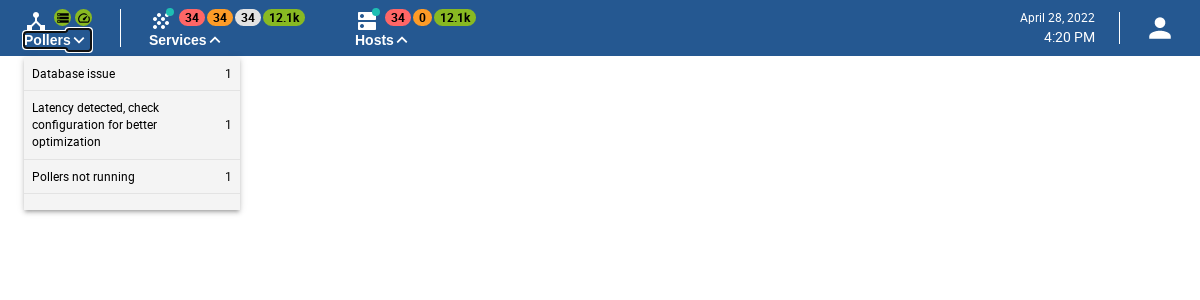 34 34 34 12.1k 34 0 12.1k April 28, 2022
Pollers Services Hosts 4:20 PM
Database issue 1
Latency detected, check
configuration for better 1
optimization
Pollers not running 1